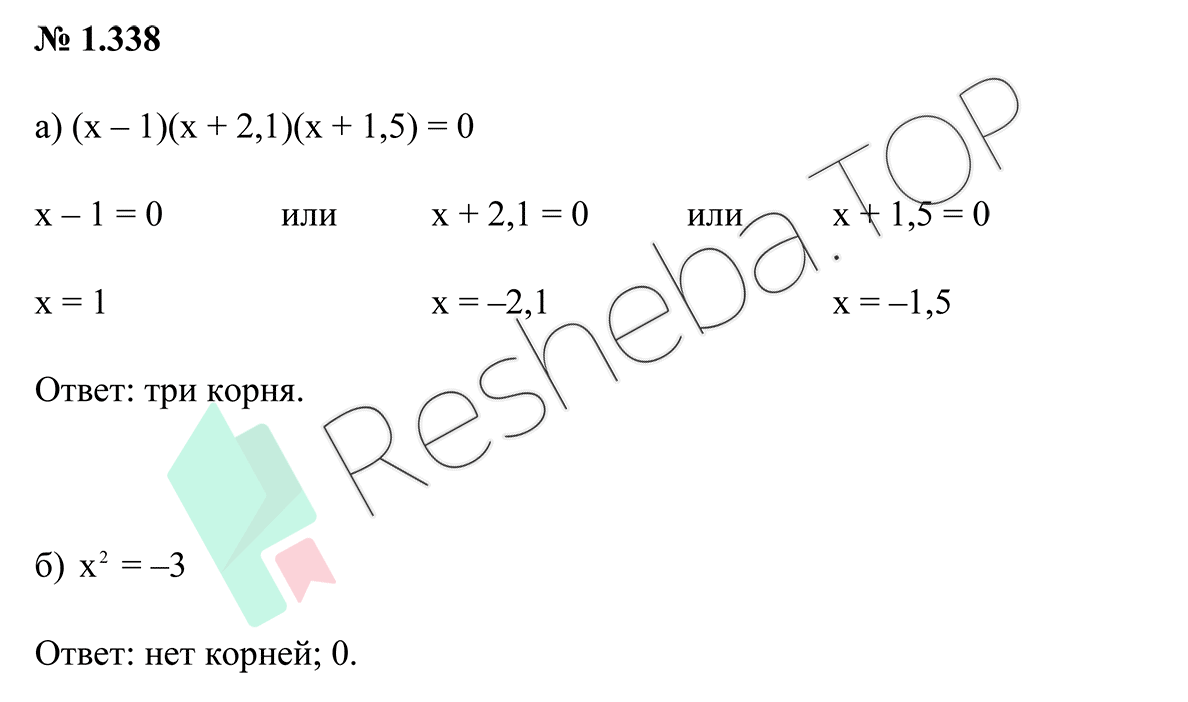 № 1.338
а) (x – 1)(x + 2,1)(x + 1,5) = 0
x – 1 = 0 или x + 2,1 = 0 или x + 1,5 = 0
x = 1 x = –2,1 x = –1,5
Ответ: три корня.
б) x² = –3
Ответ: нет корней; 0.
Resheba.TOP